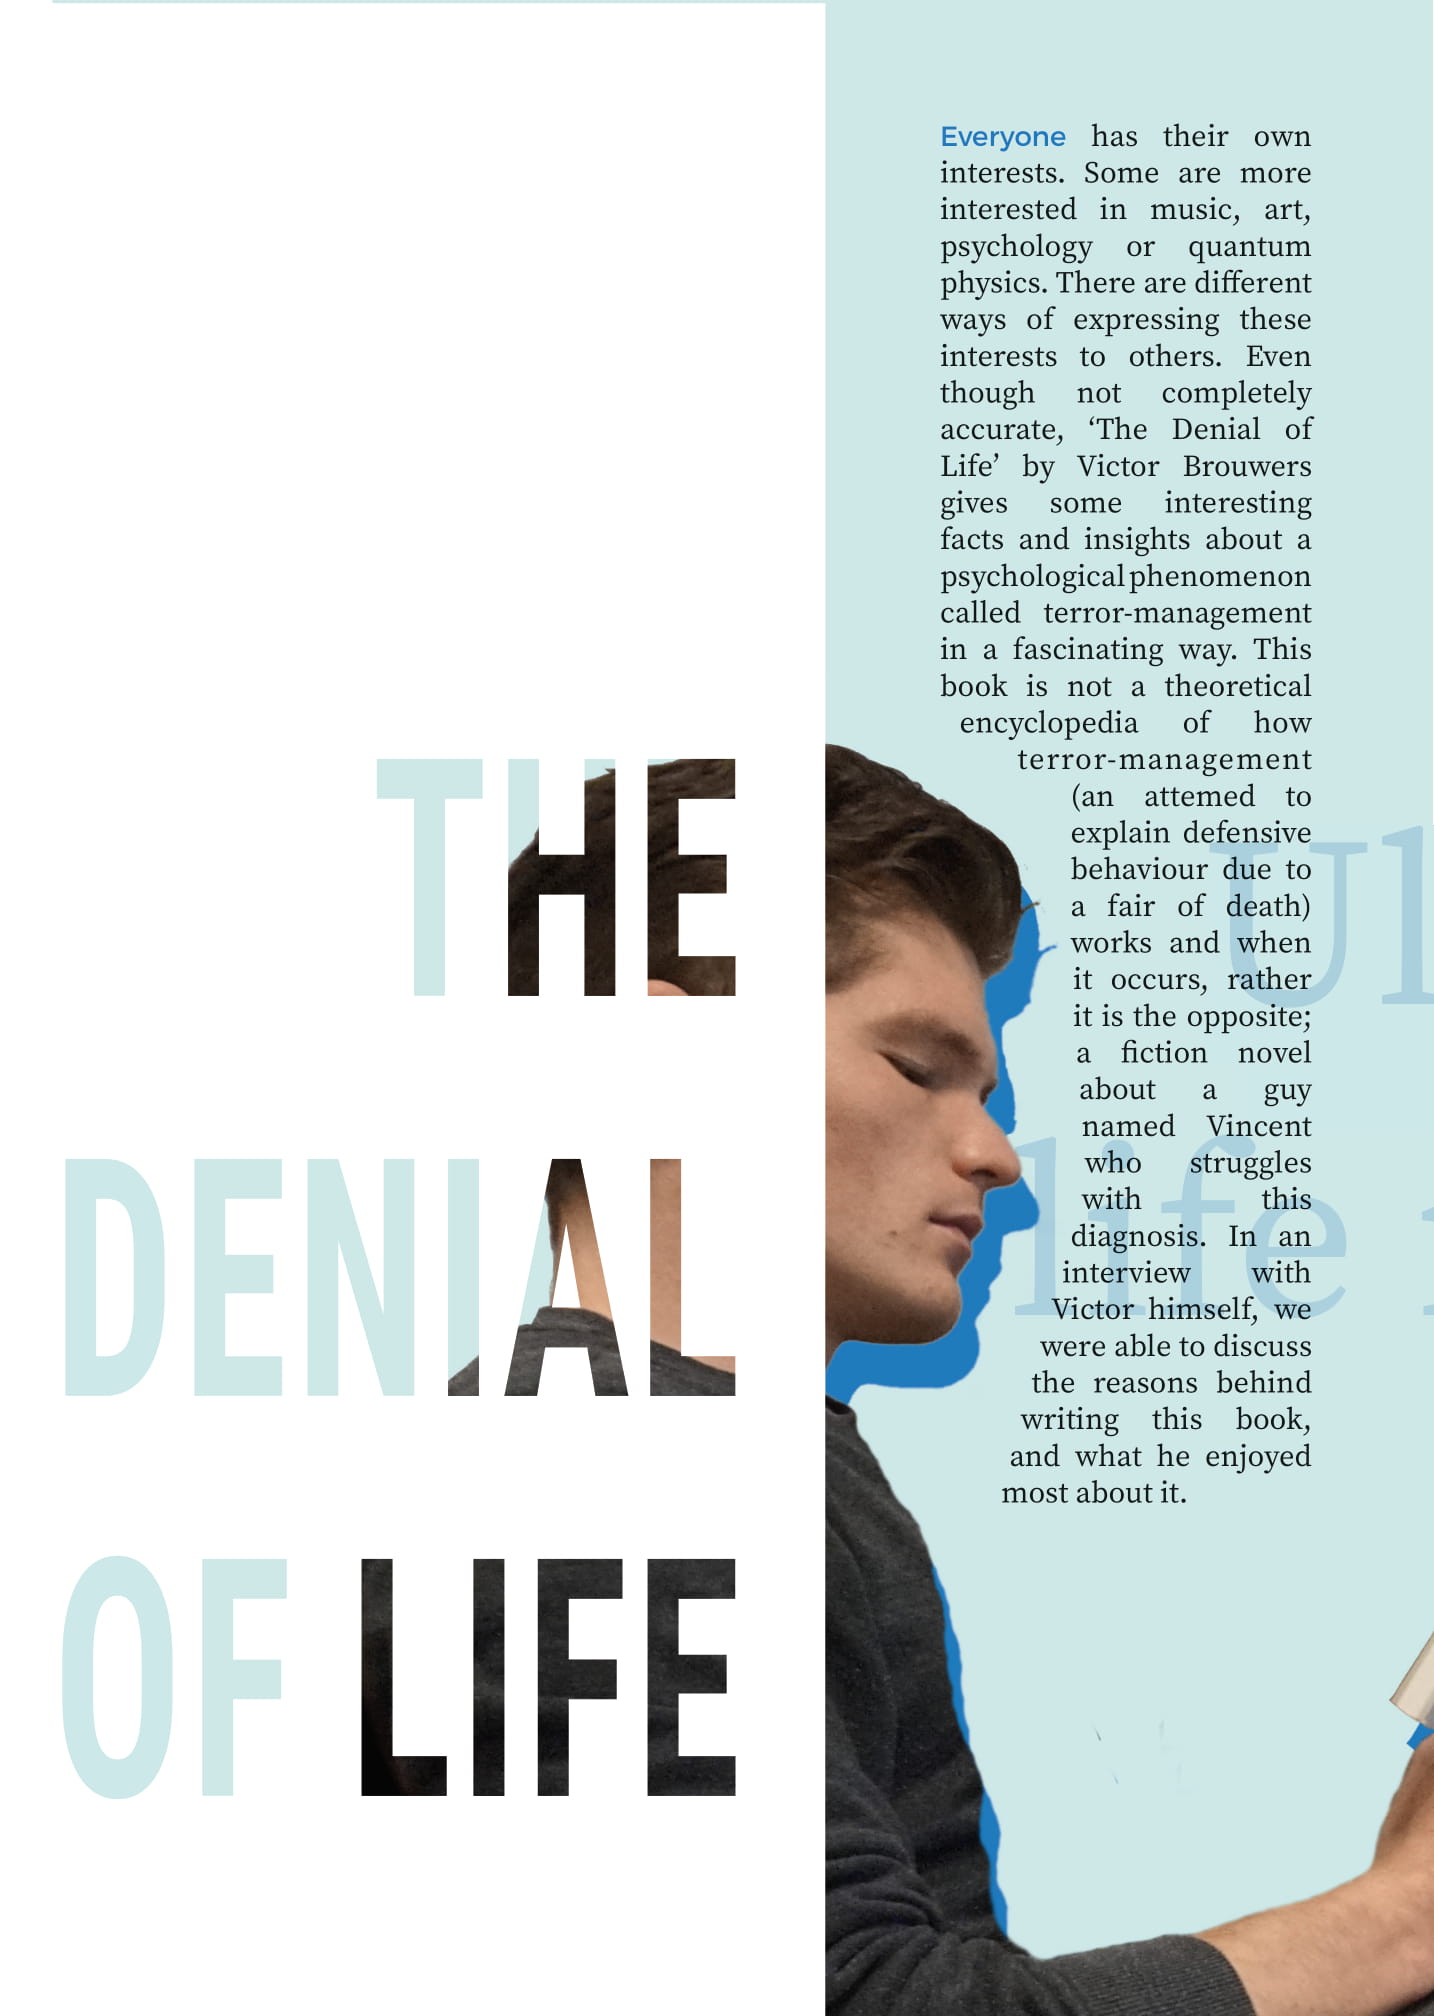 THE
DENIAL
OF LIFE
Everyone has their own
interests. Some are more
interested in music, art,
psychology or quantum
physics. There are different
ways of expressing these
interests to others. Even
though not completely
accurate, ‘The Denial of
Life’ by Victor Brouwers
gives some interesting
facts and insights about a
psychological phenomenon
called terror-management
in a fascinating way. This
book is not a theoretical
encyclopedia of how
terror-management
(an attemed to
explain defensive
behaviour due to
a fair of death)
works and when
it occurs, rather
it is the opposite;
a fiction novel
about a guy
named Vincent
who struggles
with this
diagnosis. In an
interview with
Victor himself, we
were able to discuss
the reasons behind
writing this book,
and what he enjoyed
most about it.
life